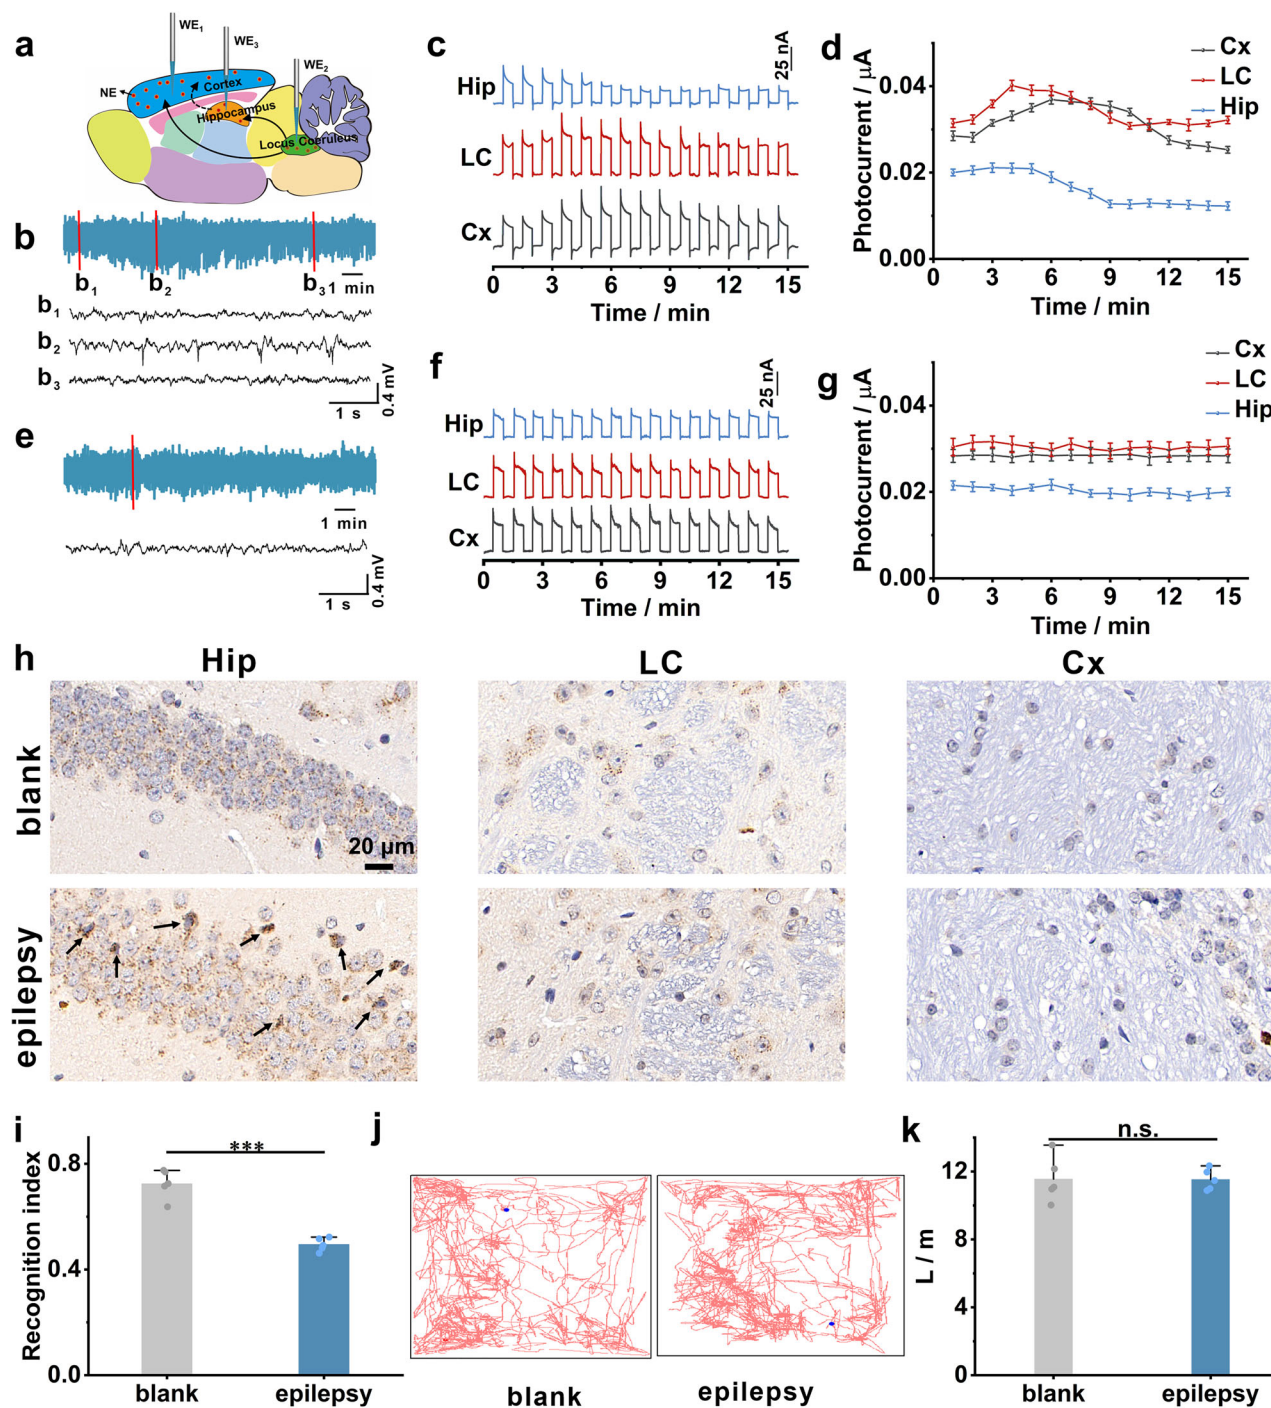 a
WE1
WE3
WE2
NE
Cortex
Hippocampus
Locus Coeruleus
b
b1
b2
b3
1 min
b1
b2
b3
1 s
0.4 mV
c
25 nA
Hip
LC
Cx
0 3 6 9 12 15
Time / min
d
Cx
LC
Hip
Photocurrent / μA
0.04
0.02
0.00
0 3 6 9 12 15
Time / min
e
1 min
1 s
0.4 mV
f
25 nA
Hip
LC
Cx
0 3 6 9 12 15
Time / min
g
Cx
LC
Hip
Photocurrent / μA
0.04
0.02
0.00
0 3 6 9 12 15
Time / min
h
Hip
LC
Cx
blank
20 μm
epilepsy
i
Recognition index
0.8
0.4
0.0
***
blank
epilepsy
j
blank
epilepsy
k
n.s.
L / m
12
8
4
0
blank
epilepsy